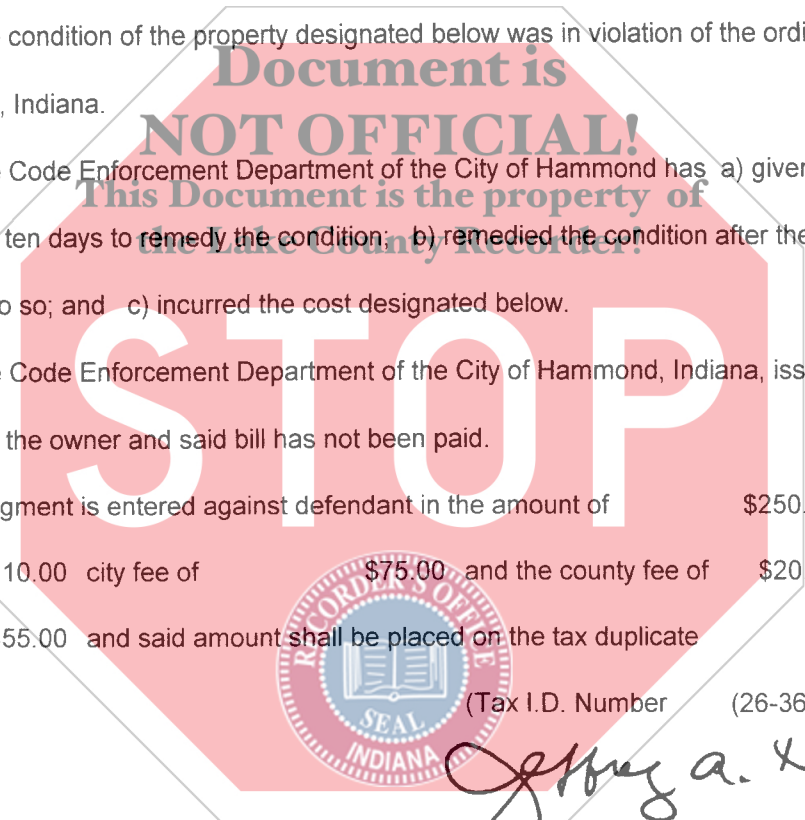 condition of the property designated below was in violation of the ordi
Document is
, Indiana.
NOT OFFICIAL!
Code Enforcement Department of the City of Hammond has a) given
This Document is the property of
ten days to remedy the condition; b) remedied the condition after the
the Lake County Recorder!
o so; and c) incurred the cost designated below.
STOP
Code Enforcement Department of the City of Hammond, Indiana, iss
the owner and said bill has not been paid.
gment is entered against defendant in the amount of $250.
10.00 city fee of $75.00 and the county fee of $20
55.00 and said amount shall be placed on the tax duplicate
RECORDER'S OFFICE
(Tax I.D. Number (26-36
SEAL
INDIANA
Jeffrey a.